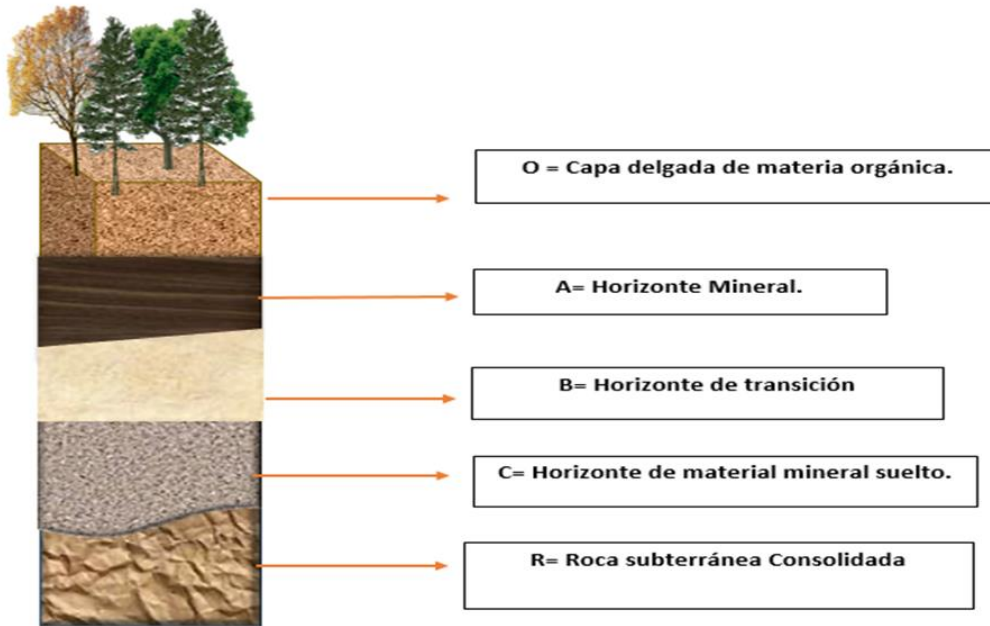 O = Capa delgada de materia orgánica.
A= Horizonte Mineral.
B= Horizonte de transición
C= Horizonte de material mineral suelto.
R= Roca subterránea Consolidada